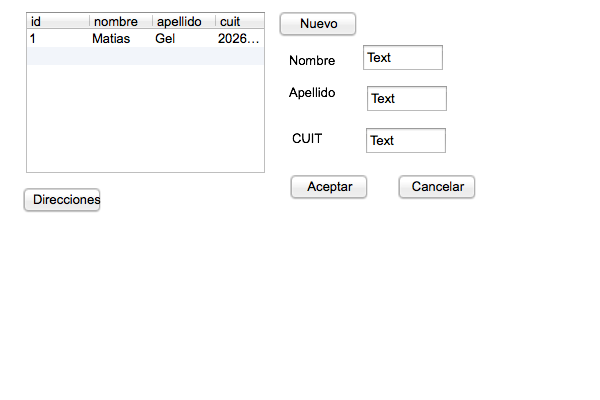 id nombre apellido cuit
1 Matias Gel 2026...
Direcciones
Nuevo
Nombre Text
Apellido Text
CUIT Text
Aceptar Cancelar